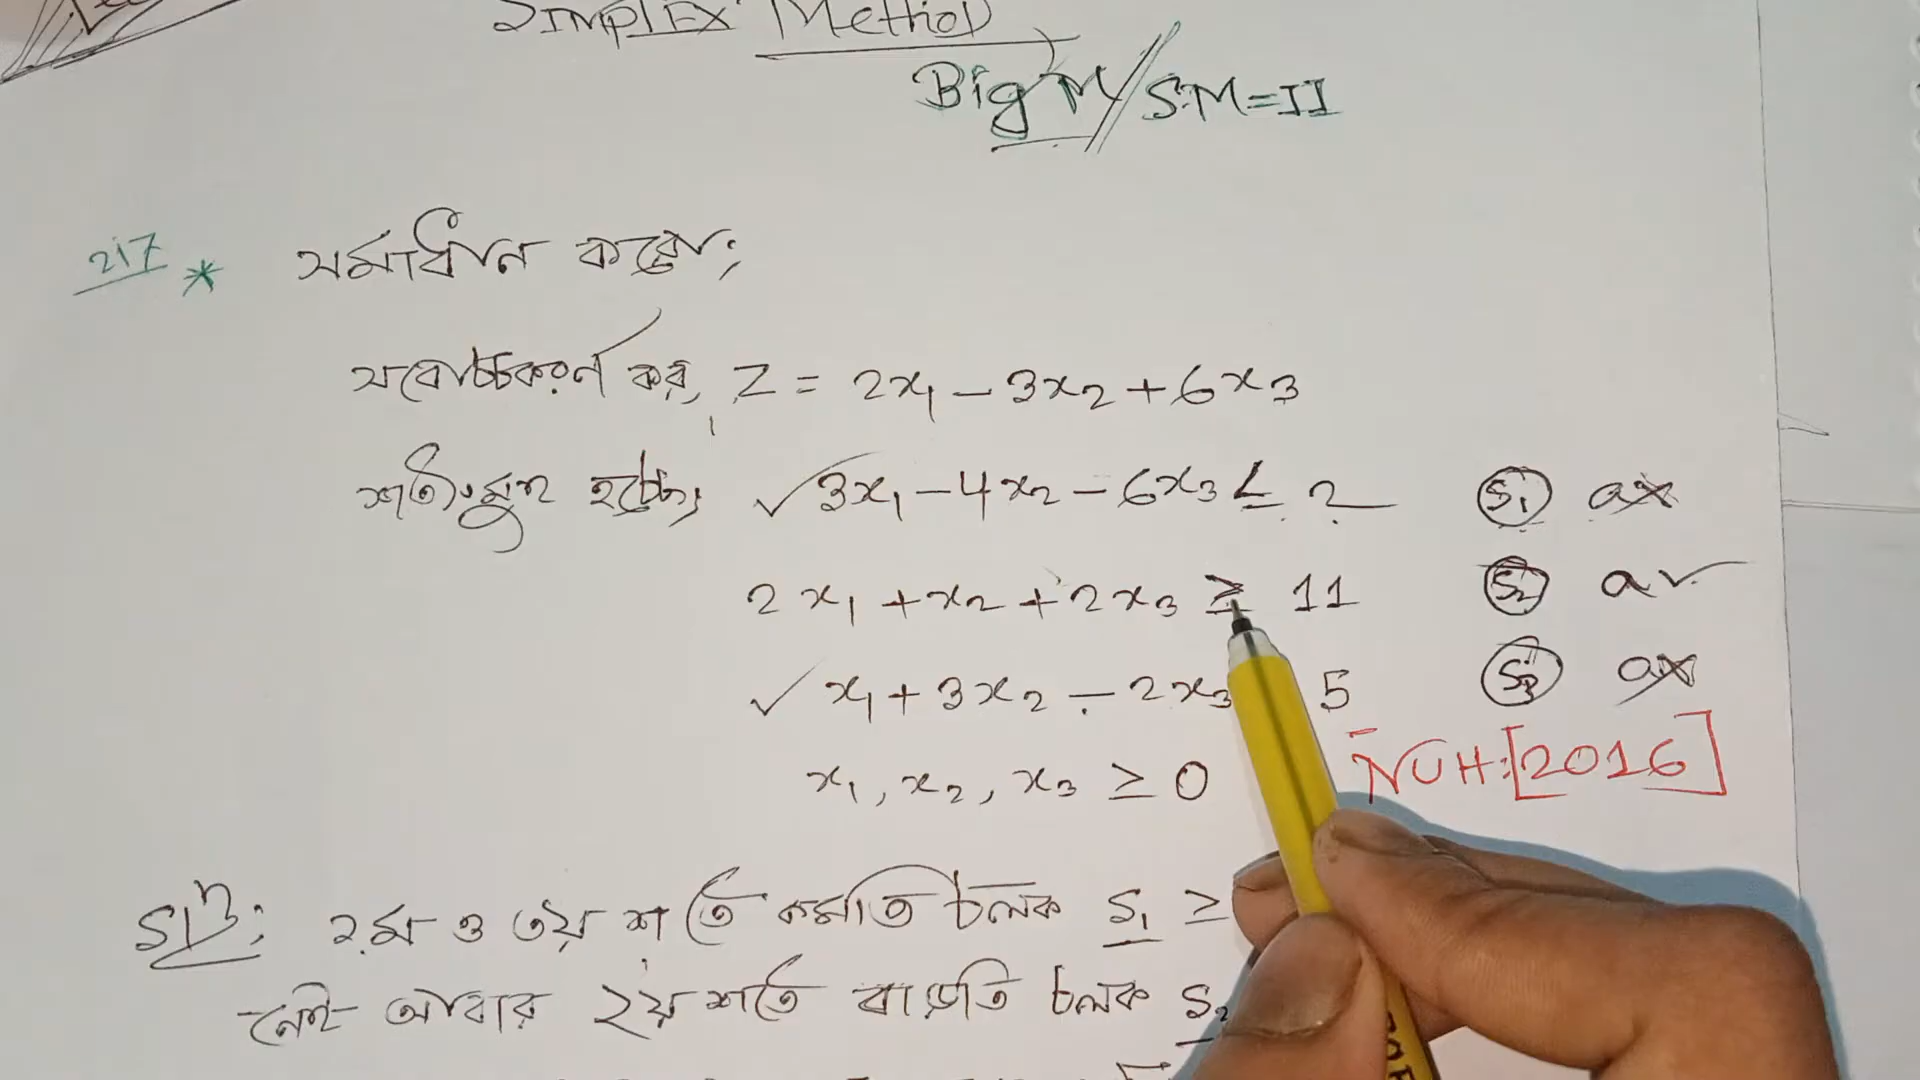 SIMPLEX Method
Big M/SM=II
217 * সমাধান করো;
সর্বোচ্চকরণ কর, Z = 2x₁ - 3x₂ + 6x₃
শর্তসমূহ হচ্ছে; ✓ 3x₁ - 4x₂ - 6x₃ ≤ 2 S₁ a×
2x₁ + x₂ + 2x₃ ≥ 11 S₂ a✓
✓ x₁ + 3x₂ - 2x₃ 5 S₃ a×
x₁, x₂, x₃ ≥ 0 NUH:[2016]
১ম ও ৩য় শর্তে কমতি চলক S₁ ≥
নেই আবার ২য় শর্তে বাড়তি চলক S₂